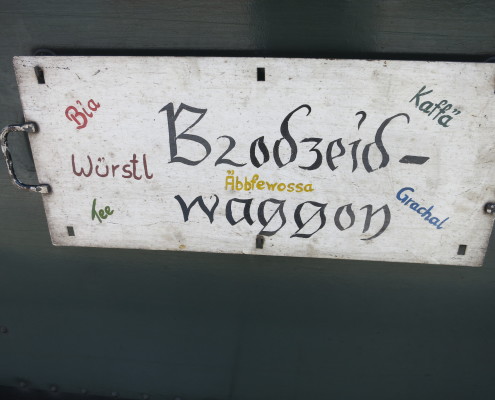 Bia
Kaffä
Brodzeid-
Würstl
Äbblewossa
waggon
Tee
Grachal